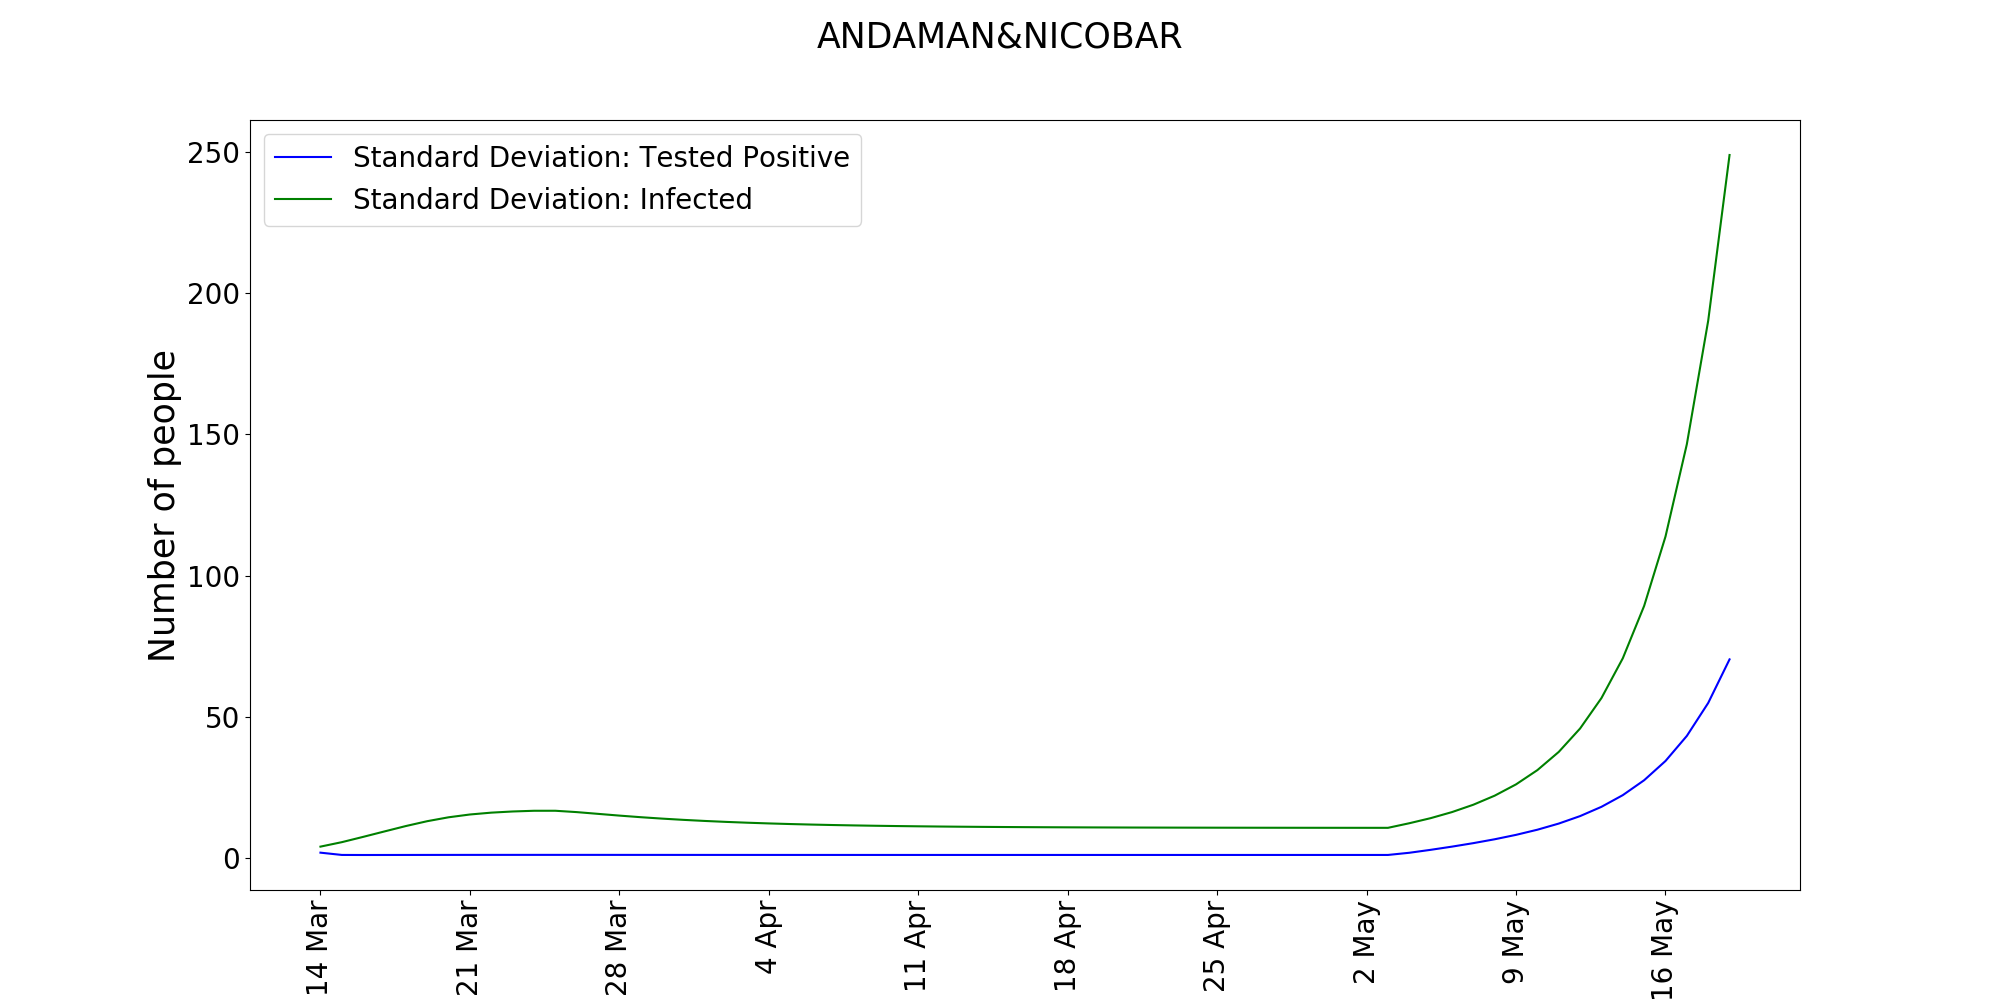 ANDAMAN&NICOBAR
Standard Deviation: Tested Positive
Standard Deviation: Infected
Number of people
250
200
150
100
50
0
14 Mar
21 Mar
28 Mar
4 Apr
11 Apr
18 Apr
25 Apr
2 May
9 May
16 May